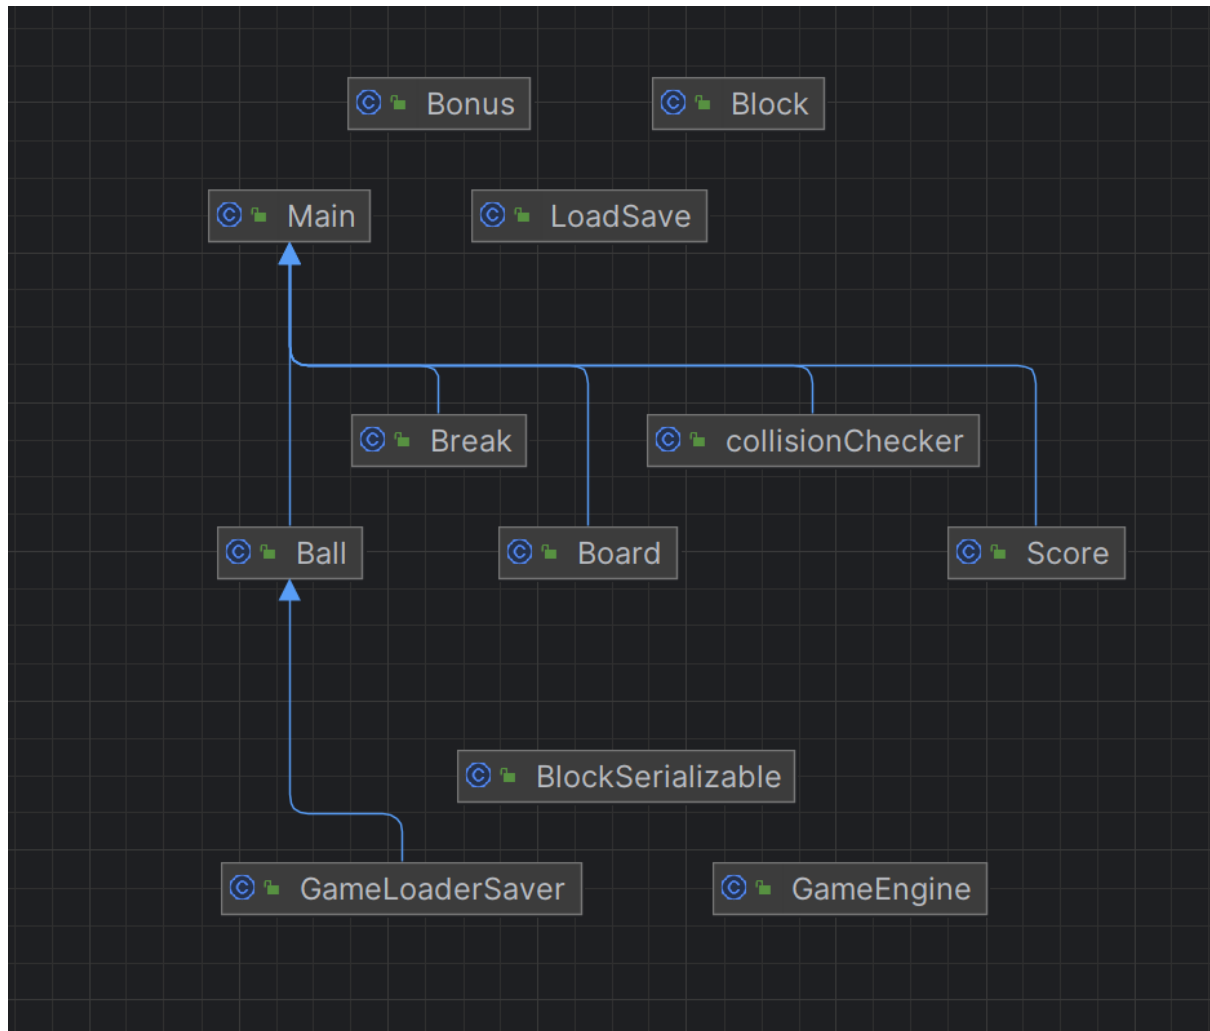 Bonus
Block
Main
LoadSave
Break
collisionChecker
Ball
Board
Score
BlockSerializable
GameLoaderSaver
GameEngine